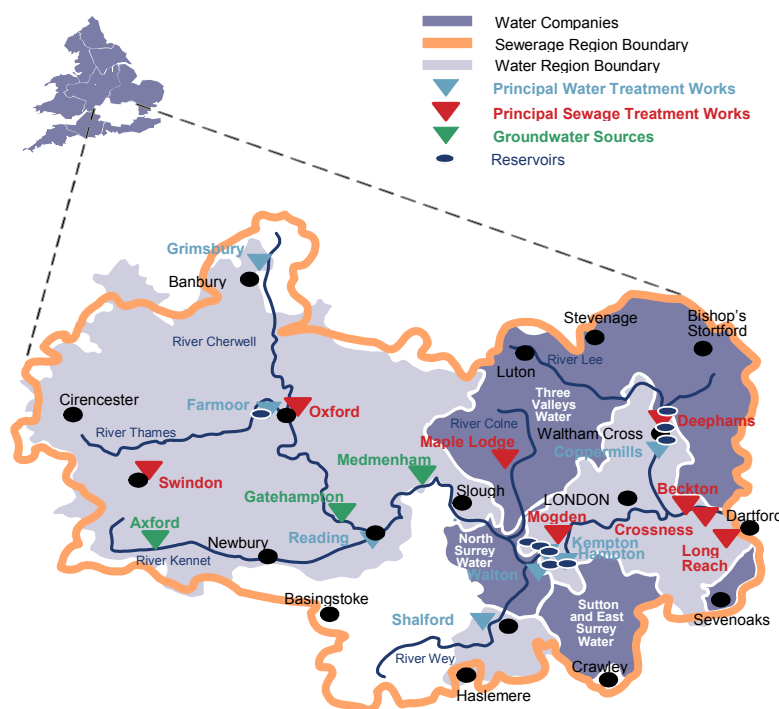 Water Companies
Sewerage Region Boundary
Water Region Boundary
Principal Water Treatment Works
Principal Sewage Treatment Works
Groundwater Sources
Reservoirs
Grimsbury
Banbury
River Cherwell
Stevenage
Bishop's
Stortford
River Lee
Luton
Three
Valleys
Water
Cirencester
Farmoor
Oxford
River Thames
River Colne
Deephams
Waltham Cross
Maple Lodge
Coppermills
Medmenham
Swindon
Slough
LONDON
Beckton
Gatehampton
Mogden
Dartford
Axford
Reading
North
Surrey
Water
Crossness
Kempton
Hampton
Long
Reach
Newbury
River Kennet
Walton
Basingstoke
Shalford
Sutton
and East
Surrey
Water
Sevenoaks
River Wey
Crawley
Haslemere